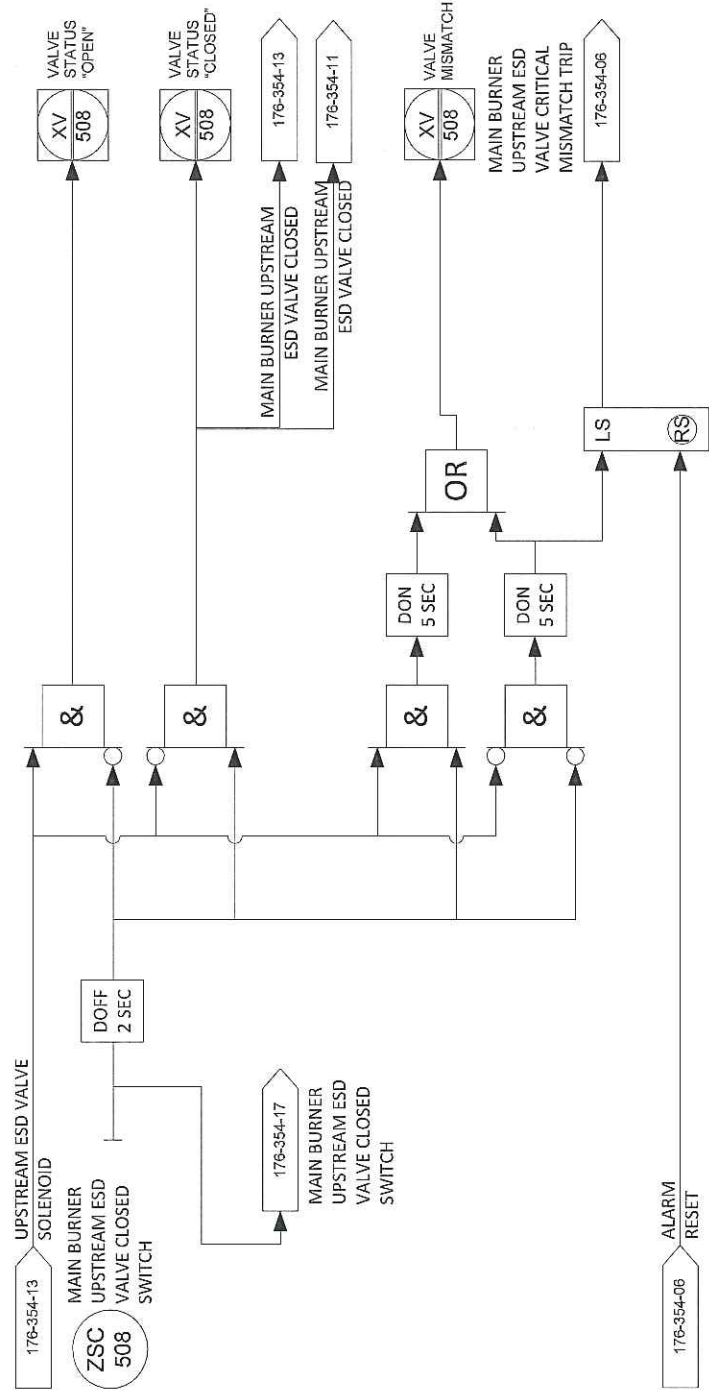 176-354-13
UPSTREAM ESD VALVE
SOLENOID
ZSC
508
MAIN BURNER
UPSTREAM ESD
VALVE CLOSED
SWITCH
DOFF
2 SEC
176-354-17
MAIN BURNER
UPSTREAM ESD
VALVE CLOSED
SWITCH
176-354-06
ALARM
RESET
&
&
&
&
DON
5 SEC
DON
5 SEC
OR
LS
RS
XV
508
VALVE
STATUS
"OPEN"
XV
508
VALVE
STATUS
"CLOSED"
MAIN BURNER UPSTREAM
ESD VALVE CLOSED
176-354-13
MAIN BURNER UPSTREAM
ESD VALVE CLOSED
176-354-11
XV
508
VALVE
MISMATCH
MAIN BURNER
UPSTREAM ESD
VALVE CRITICAL
MISMATCH TRIP
176-354-06